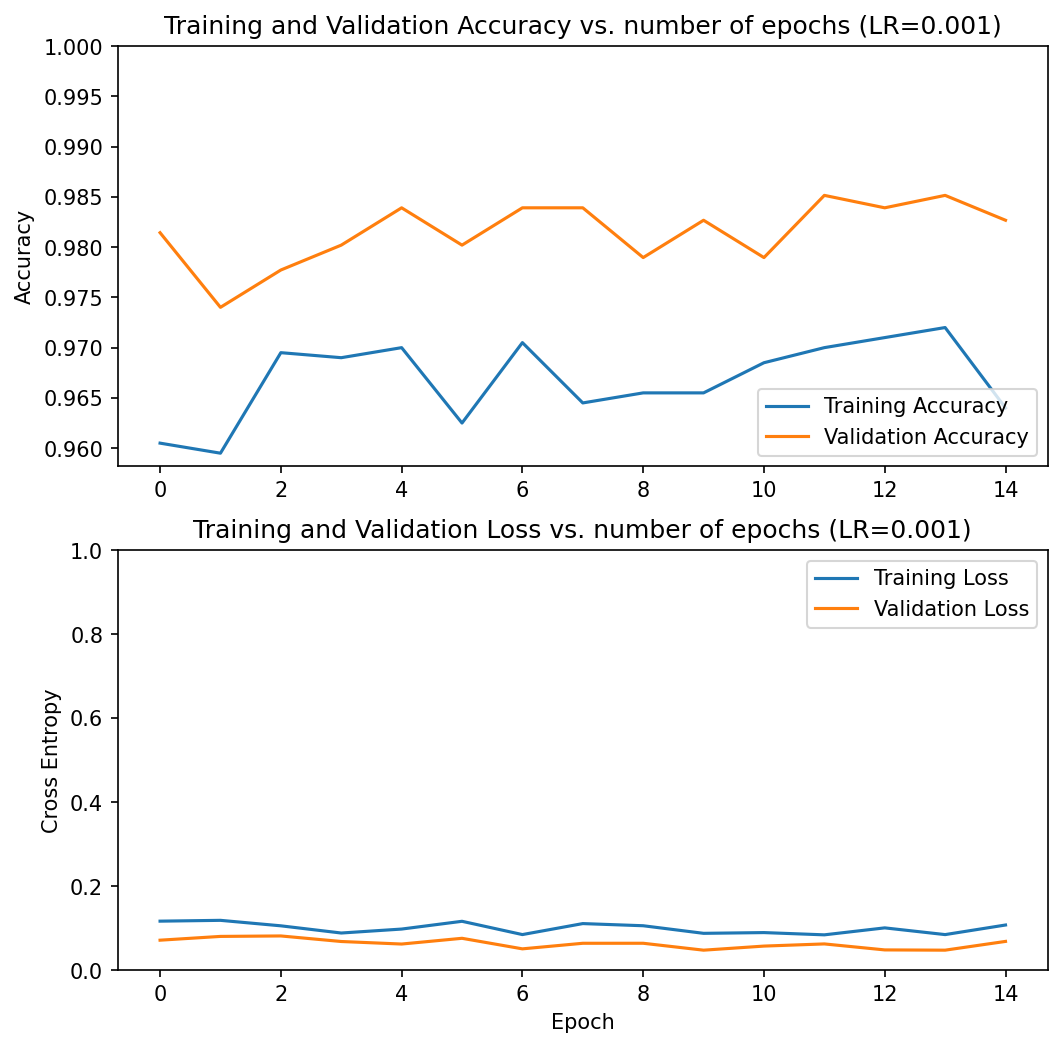 Training and Validation Accuracy vs. number of epochs (LR=0.001)
1.000
0.995
0.990
0.985
0.980
0.975
0.970
0.965
0.960
Accuracy
Training Accuracy
Validation Accuracy
0 2 4 6 8 10 12 14
Training and Validation Loss vs. number of epochs (LR=0.001)
1.0
0.8
0.6
0.4
0.2
0.0
Cross Entropy
Training Loss
Validation Loss
0 2 4 6 8 10 12 14
Epoch